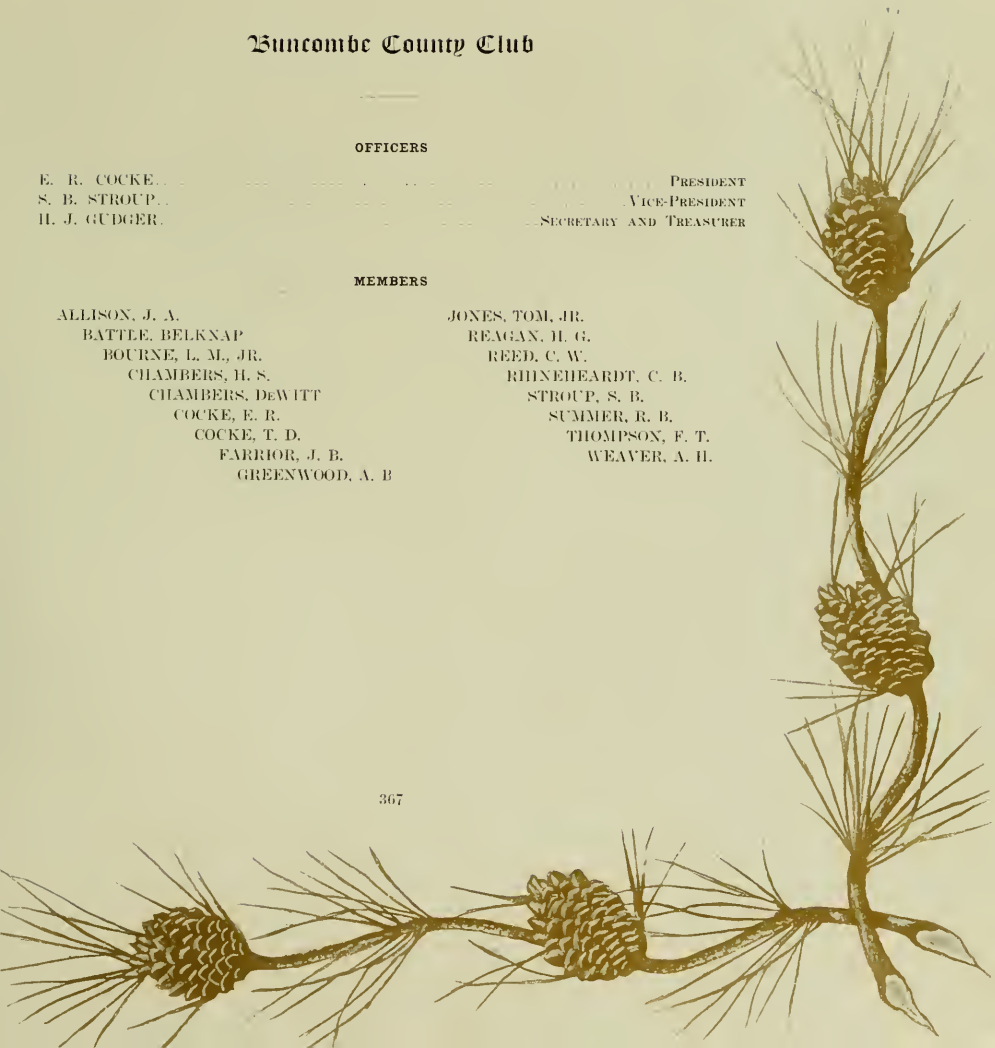 Buncombe County Club
OFFICERS
E. R. COCKE. PRESIDENT
S. B. STROUP. VICE-PRESIDENT
H. J. GUDGER. SECRETARY AND TREASURER
MEMBERS
ALLISON, J. A.
BATTLE, BELKNAP
BOURNE, L. M., JR.
CHAMBERS, H. S.
CHAMBERS, DEWITT
COCKE, E. R.
COCKE, T. D.
FARRIOR, J. B.
GREENWOOD, A. B
JONES, TOM, JR.
REAGAN, H. G.
REED, C. W.
RHINEHEARDT, C. B.
STROUP, S. B.
SUMMER, R. B.
THOMPSON, F. T.
WEAVER, A. H.
367